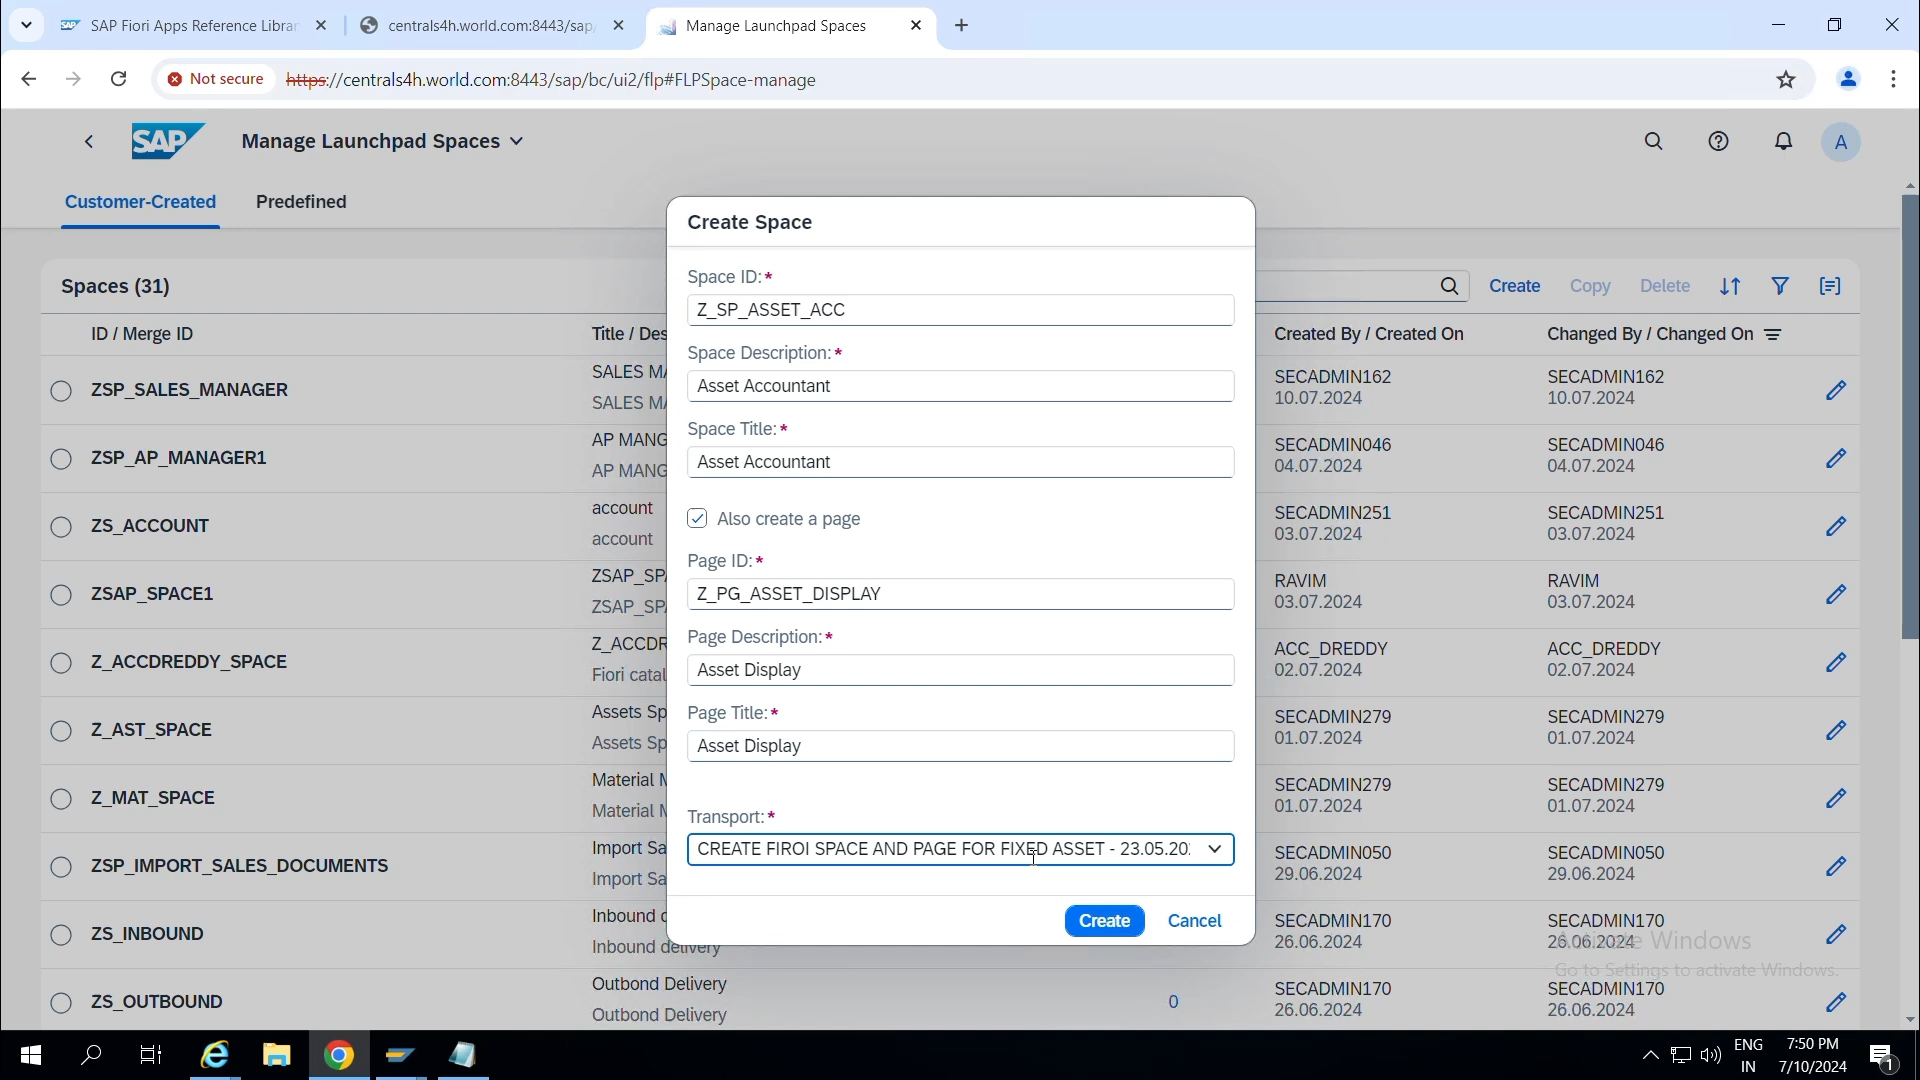 SAP Fiori Apps Reference Librar
centrals4h.world.com:8443/sap/
Manage Launchpad Spaces
Not secure
https://centrals4h.world.com:8443/sap/bc/ui2/flp#FLPSpace-manage
SAP
Manage Launchpad Spaces
A
Customer-Created
Predefined
Spaces (31)
Create
Copy
Delete
ID / Merge ID
Title / Des
Created By / Created On
Changed By / Changed On
ZSP_SALES_MANAGER
SALES MA
SALES MA
SECADMIN162
10.07.2024
SECADMIN162
10.07.2024
ZSP_AP_MANAGER1
AP MANG
AP MANG
SECADMIN046
04.07.2024
SECADMIN046
04.07.2024
ZS_ACCOUNT
account
account
SECADMIN251
03.07.2024
SECADMIN251
03.07.2024
ZSAP_SPACE1
ZSAP_SPA
ZSAP_SPA
RAVIM
03.07.2024
RAVIM
03.07.2024
Z_ACCDREDDY_SPACE
Z_ACCDR
Fiori catal
ACC_DREDDY
02.07.2024
ACC_DREDDY
02.07.2024
Z_AST_SPACE
Assets Sp
Assets Sp
SECADMIN279
01.07.2024
SECADMIN279
01.07.2024
Z_MAT_SPACE
Material M
Material M
SECADMIN279
01.07.2024
SECADMIN279
01.07.2024
ZSP_IMPORT_SALES_DOCUMENTS
Import Sa
Import Sa
SECADMIN050
29.06.2024
SECADMIN050
29.06.2024
ZS_INBOUND
Inbound d
Inbound delivery
SECADMIN170
26.06.2024
SECADMIN170
26.06.2024
ZS_OUTBOUND
Outbond Delivery
Outbond Delivery
0
SECADMIN170
26.06.2024
SECADMIN170
26.06.2024
Create Space
Space ID:*
Z_SP_ASSET_ACC
Space Description:*
Asset Accountant
Space Title:*
Asset Accountant
Also create a page
Page ID:*
Z_PG_ASSET_DISPLAY
Page Description:*
Asset Display
Page Title:*
Asset Display
Transport:*
CREATE FIROI SPACE AND PAGE FOR FIXED ASSET - 23.05.20
Create
Cancel
Activate Windows
Go to Settings to activate Windows.
ENG
IN
7:50 PM
7/10/2024
1